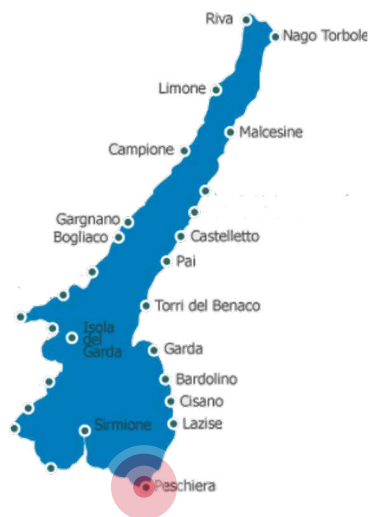 Riva
Nago Torbole
Limone
Malcesine
Campione
Gargnano
Bogliaco
Castelletto
Pai
Torri del Benaco
Isola
del
Garda
Garda
Bardolino
Cisano
Sirmione
Lazise
Peschiera